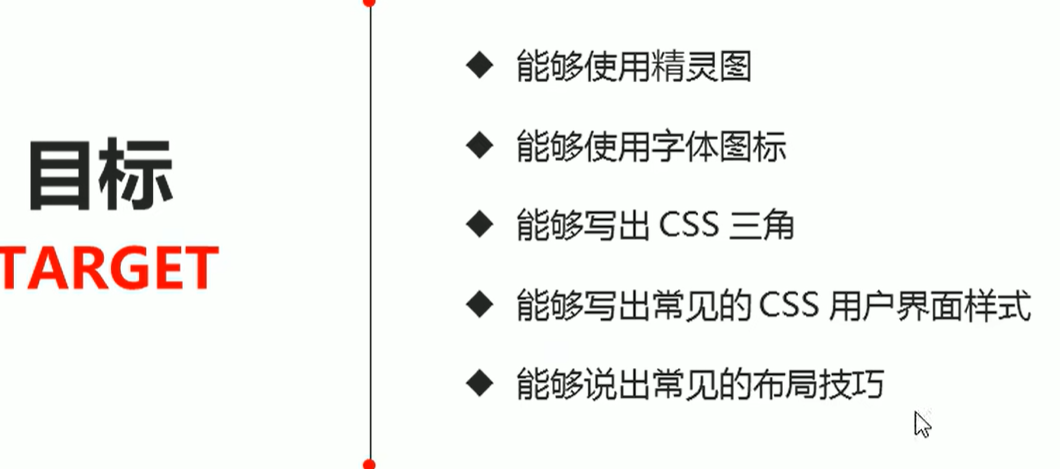 目标
TARGET
能够使用精灵图
能够使用字体图标
能够写出 CSS 三角
能够写出常见的 CSS 用户界面样式
能够说出常见的布局技巧